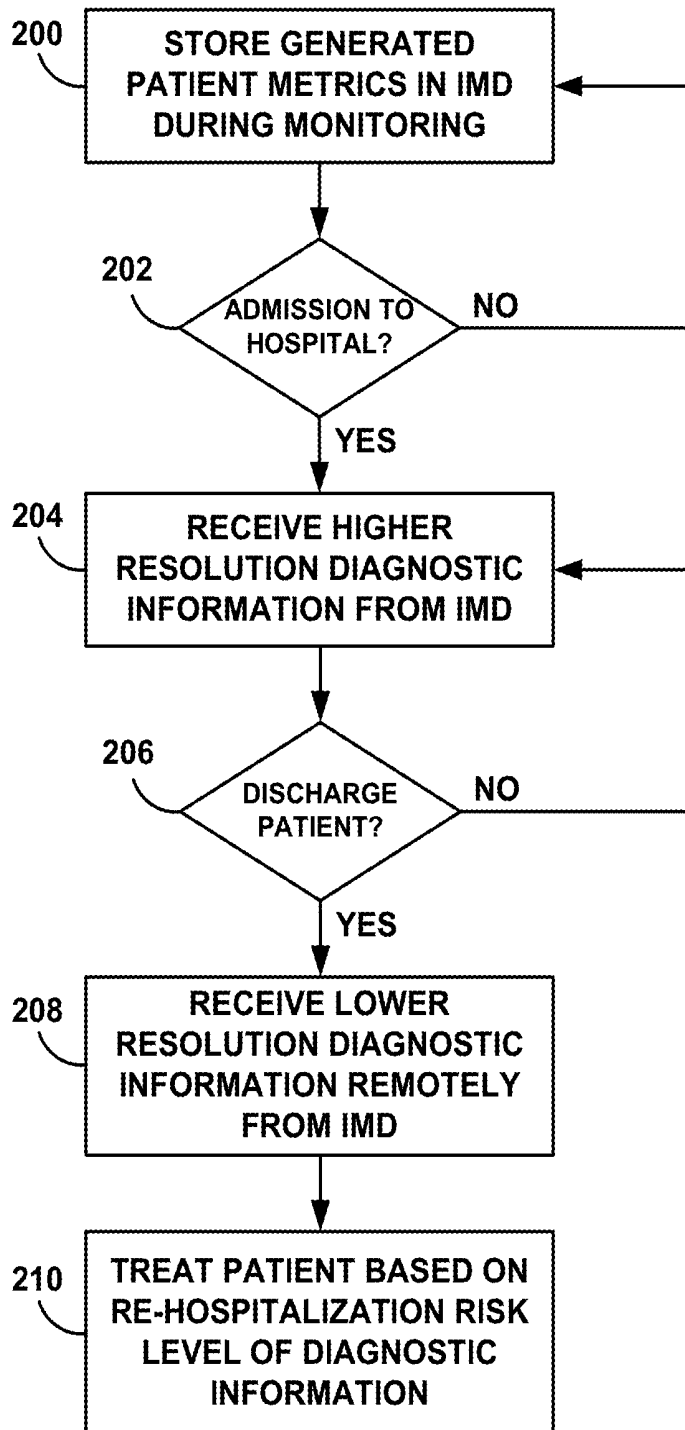 200
STORE GENERATED
PATIENT METRICS IN IMD
DURING MONITORING
202
ADMISSION TO
HOSPITAL?
NO
YES
204
RECEIVE HIGHER
RESOLUTION DIAGNOSTIC
INFORMATION FROM IMD
206
DISCHARGE
PATIENT?
NO
YES
208
RECEIVE LOWER
RESOLUTION DIAGNOSTIC
INFORMATION REMOTELY
FROM IMD
210
TREAT PATIENT BASED ON
RE-HOSPITALIZATION RISK
LEVEL OF DIAGNOSTIC
INFORMATION